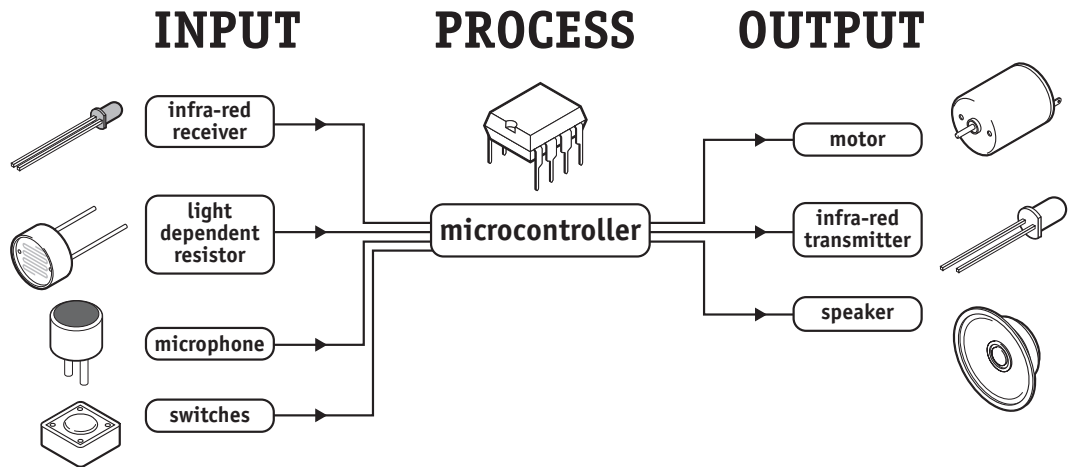 INPUT
PROCESS
OUTPUT
infra-red
receiver
light
dependent
resistor
microphone
switches
microcontroller
motor
infra-red
transmitter
speaker